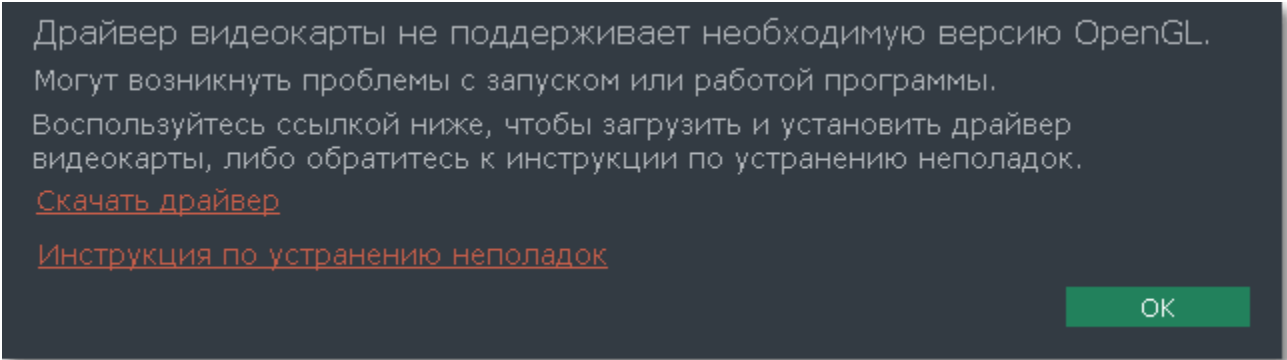 Драйвер видеокарты не поддерживает необходимую версию OpenGL.
Могут возникнуть проблемы с запуском или работой программы.
Воспользуйтесь ссылкой ниже, чтобы загрузить и установить драйвер
видеокарты, либо обратитесь к инструкции по устранению неполадок.
Скачать драйвер
Инструкция по устранению неполадок
OK